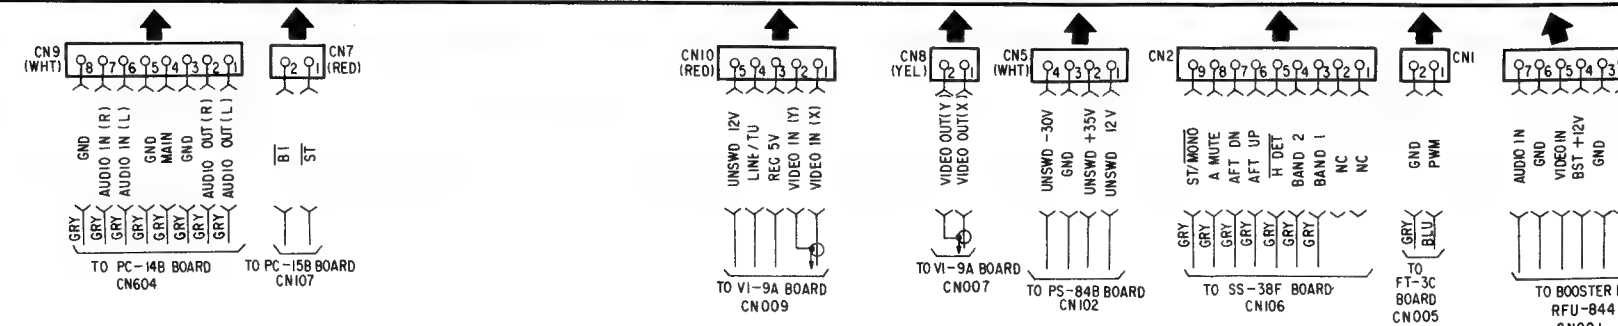 CN9
(WHT)
8 7 6 5 4 3 2 1
GND
AUDIO IN (R)
AUDIO IN (L)
GND
MAIN
GND
AUDIO OUT (R)
AUDIO OUT (L)
GRY GRY GRY GRY GRY GRY GRY GRY
TO PC-14B BOARD
CN604
CN7
(RED)
2 1
B1
ST
TO PC-15B BOARD
CN107
CN10
(RED)
5 4 3 2 1
UNSWD 12V
LINE/TU
REC 5V
VIDEO IN (Y)
VIDEO IN (X)
TO VI-9A BOARD
CN009
CN8
(YEL)
2 1
VIDEO OUT(Y)
VIDEO OUT(X)
TO VI-9A BOARD
CN007
CN5
(WHT)
4 3 2 1
UNSWD -30V
GND
UNSWD +35V
UNSWD 12V
TO PS-84B BOARD
CN102
CN2
9 8 7 6 5 4 3 2 1
ST/MONO
A MUTE
AFT DN
AFT UP
H DET
BAND 2
BAND 1
NC
NC
GRY GRY GRY GRY GRY GRY GRY
TO SS-38F BOARD
CN106
CN1
2 1
GND
PWM
GRY
BLU
TO
FT-3C
BOARD
CN005
7 6 5 4 3
AUDIO IN
GND
VIDEO IN
BST +12V
GND
TO BOOSTER
RFU-844